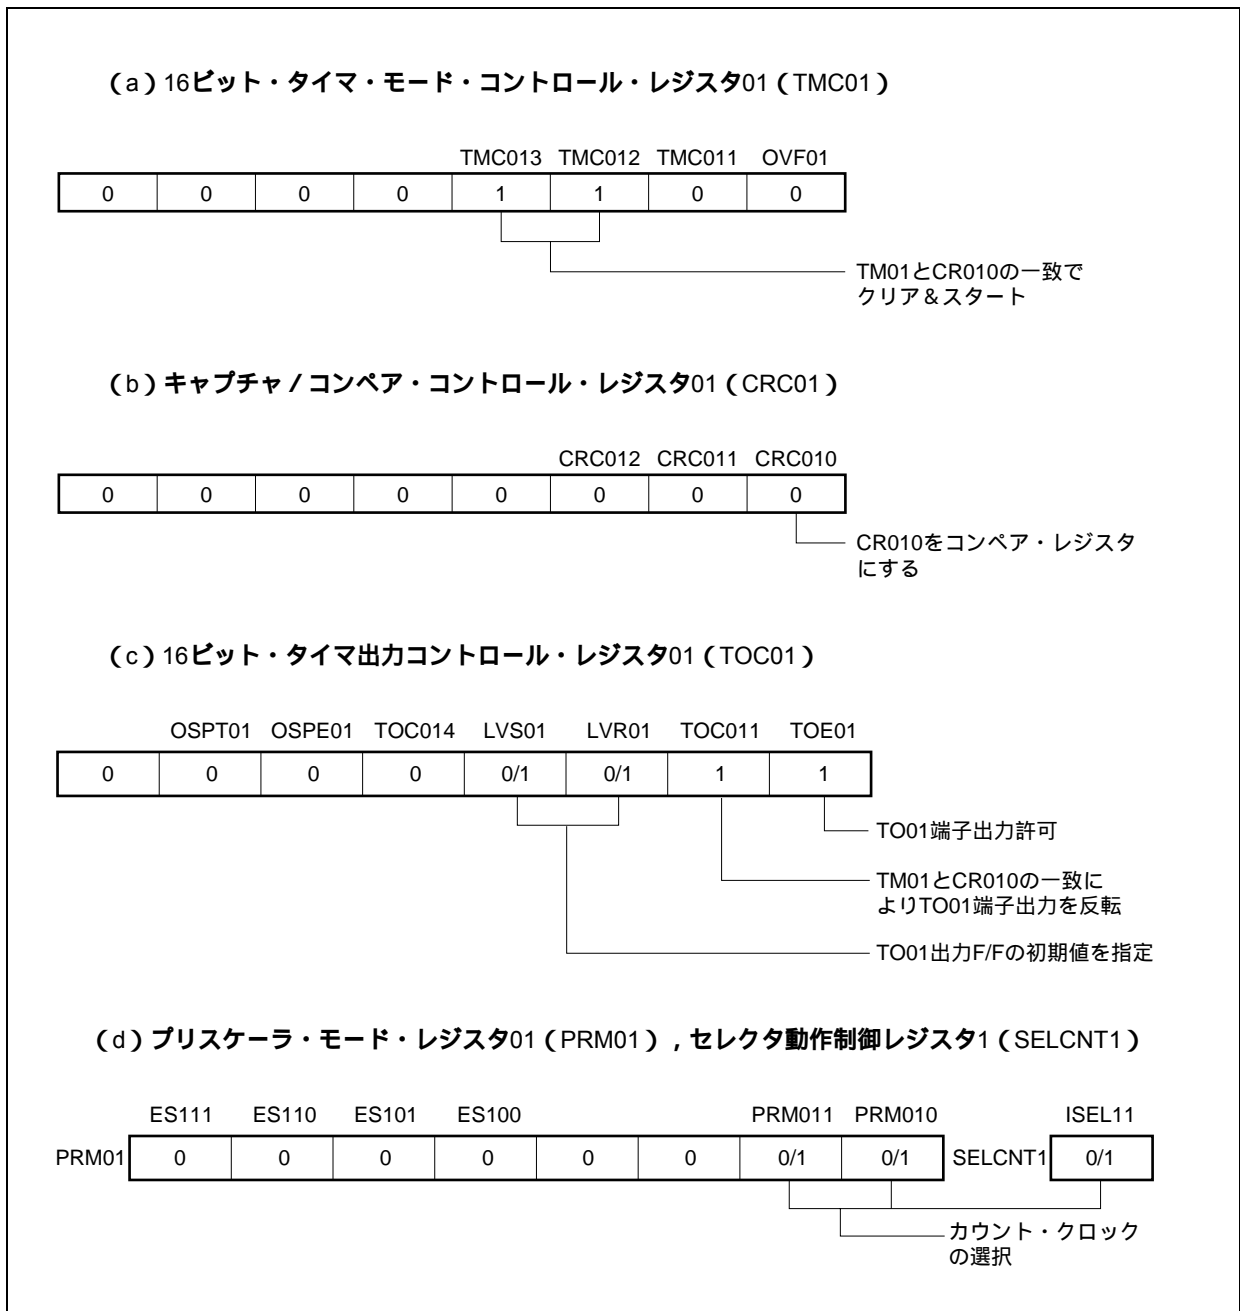 （a）16ビット・タイマ・モード・コントロール・レジスタ01（TMC01）
TMC013 TMC012 TMC011 OVF01
0 0 0 0 1 1 0 0
TM01とCR010の一致で
クリア＆スタート
（b）キャプチャ／コンペア・コントロール・レジスタ01（CRC01）
CRC012 CRC011 CRC010
0 0 0 0 0 0 0 0
CR010をコンペア・レジスタ
にする
（c）16ビット・タイマ出力コントロール・レジスタ01（TOC01）
OSPT01 OSPE01 TOC014 LVS01 LVR01 TOC011 TOE01
0 0 0 0 0/1 0/1 1 1
TO01端子出力許可
TM01とCR010の一致に
よりTO01端子出力を反転
TO01出力F/Fの初期値を指定
（d）プリスケーラ・モード・レジスタ01（PRM01），セレクタ動作制御レジスタ1（SELCNT1）
ES111 ES110 ES101 ES100 PRM011 PRM010 ISEL11
PRM01 0 0 0 0 0 0 0/1 0/1 SELCNT1 0/1
カウント・クロック
の選択